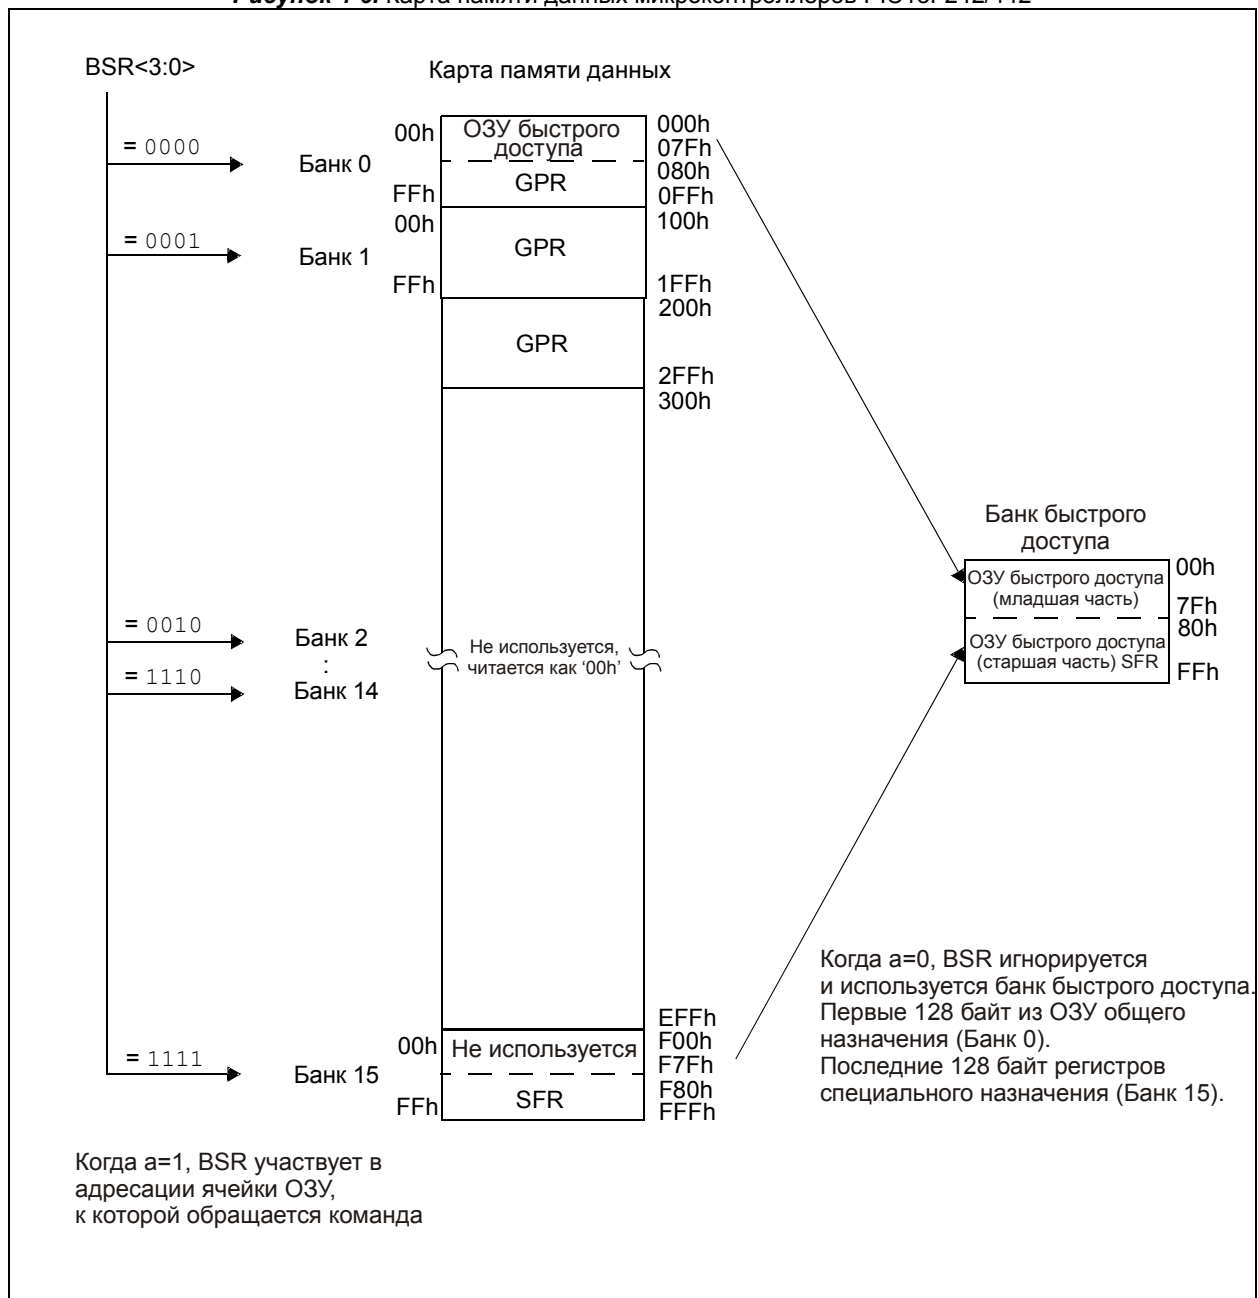 BSR<3:0>
Карта памяти данных
= 0000
Банк 0
00h
ОЗУ быстрого
доступа
000h
07Fh
FFh
GPR
080h
0FFh
= 0001
Банк 1
00h
GPR
100h
FFh
1FFh
GPR
200h
2FFh
300h
Банк быстрого
доступа
ОЗУ быстрого доступа
(младшая часть)
00h
7Fh
ОЗУ быстрого доступа
(старшая часть) SFR
80h
FFh
= 0010
Банк 2
:
= 1110
Банк 14
Не используется,
читается как ‘00h’
Когда a=0, BSR игнорируется
и используется банк быстрого доступа.
Первые 128 байт из ОЗУ общего
назначения (Банк 0).
Последние 128 байт регистров
специального назначения (Банк 15).
EFFh
= 1111
Банк 15
00h
Не используется
F00h
F7Fh
FFh
SFR
F80h
FFFh
Когда a=1, BSR участвует в
адресации ячейки ОЗУ,
к которой обращается команда